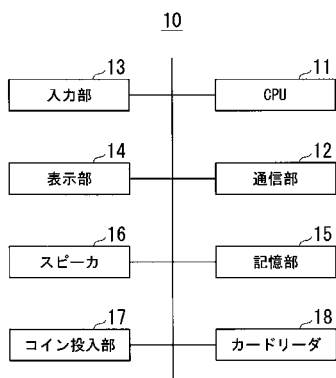 10
13
11
入力部
CPU
14
12
表示部
通信部
16
15
スピーカ
記憶部
17
18
コイン投入部
カードリーダ